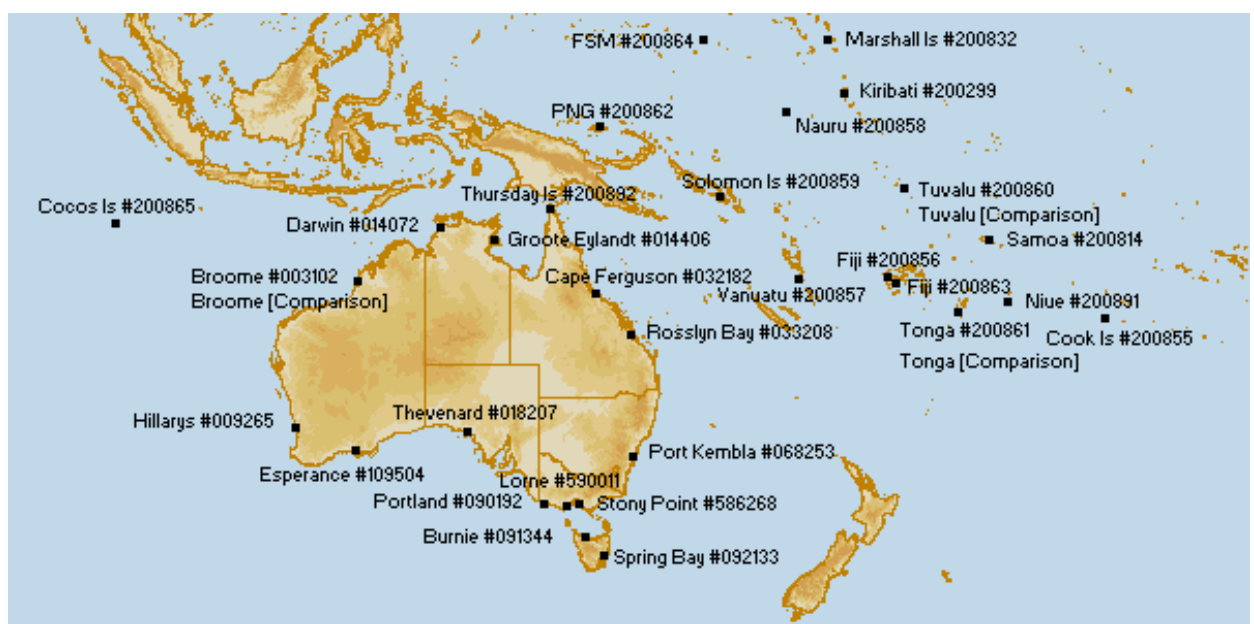 FSM #200864
Marshall Is #200832
Kiribati #200299
PNG #200862
Nauru #200858
Solomon Is #200859
Thursday Is #200892
Tuvalu #200860
Tuvalu [Comparison]
Cocos Is #200865
Darwin #014072
Groote Eylandt #014406
Samoa #200814
Fiji #200856
Broome #003102
Broome [Comparison]
Cape Ferguson #032182
Vanuatu #200857
Fiji #200863
Niue #200891
Rosslyn Bay #033208
Tonga #200861
Tonga [Comparison]
Cook Is #200855
Thevenard #018207
Hillarys #009265
Port Kembla #068253
Esperance #109504
Lorne #590011
Portland #090192
Stony Point #586268
Burnie #091344
Spring Bay #092133